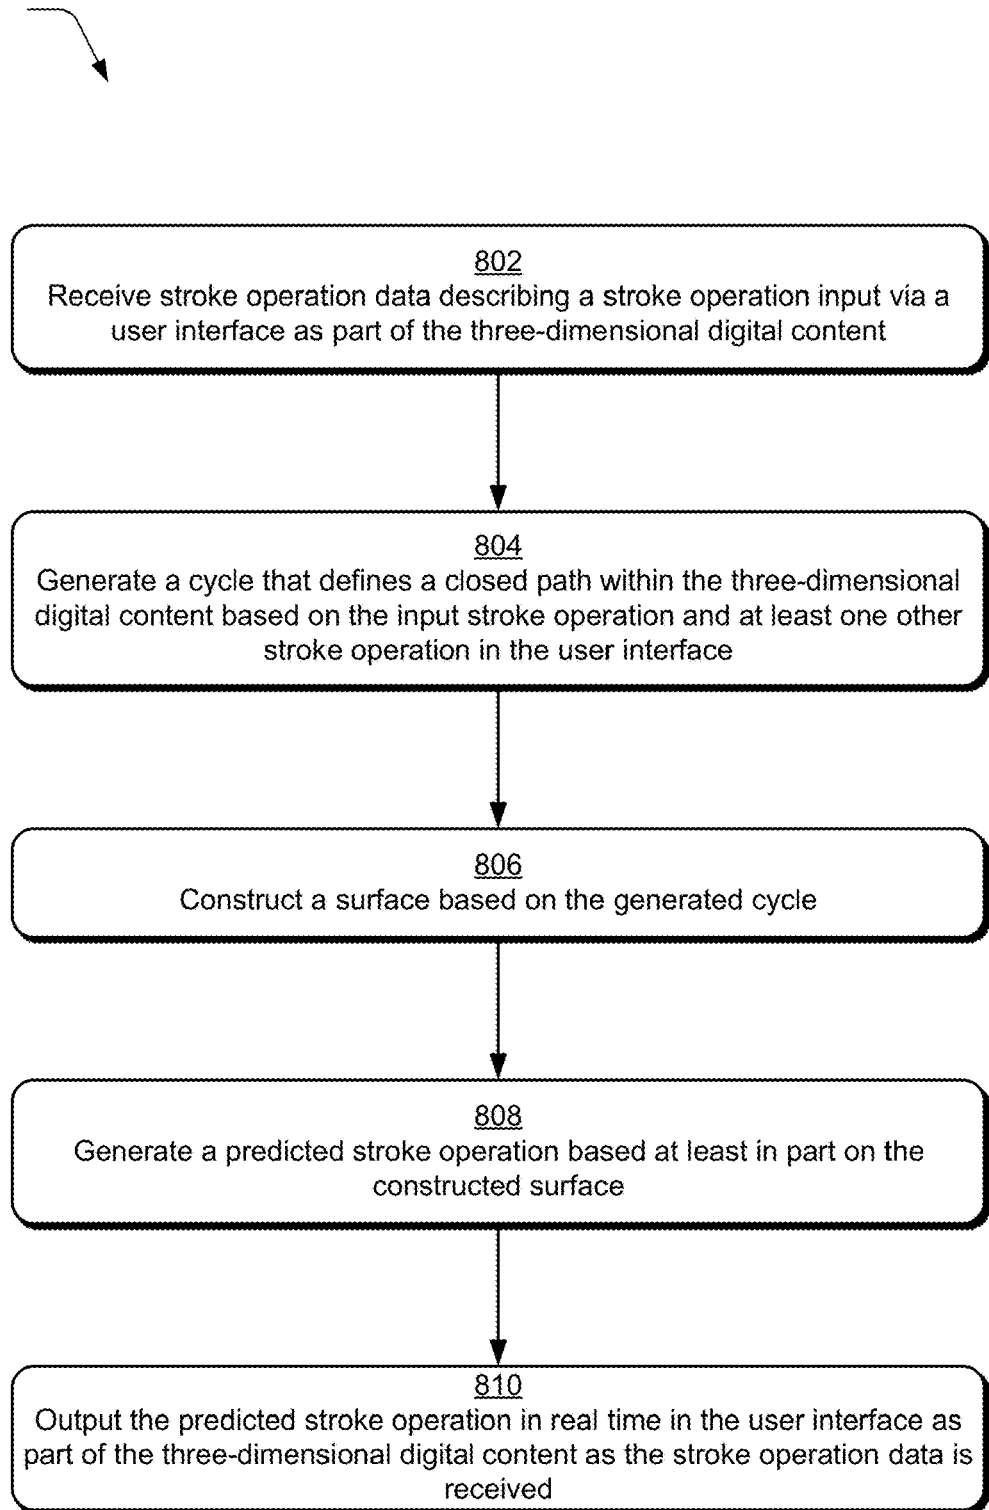 802
Receive stroke operation data describing a stroke operation input via a
user interface as part of the three-dimensional digital content
804
Generate a cycle that defines a closed path within the three-dimensional
digital content based on the input stroke operation and at least one other
stroke operation in the user interface
806
Construct a surface based on the generated cycle
808
Generate a predicted stroke operation based at least in part on the
constructed surface
810
Output the predicted stroke operation in real time in the user interface as
part of the three-dimensional digital content as the stroke operation data is
received